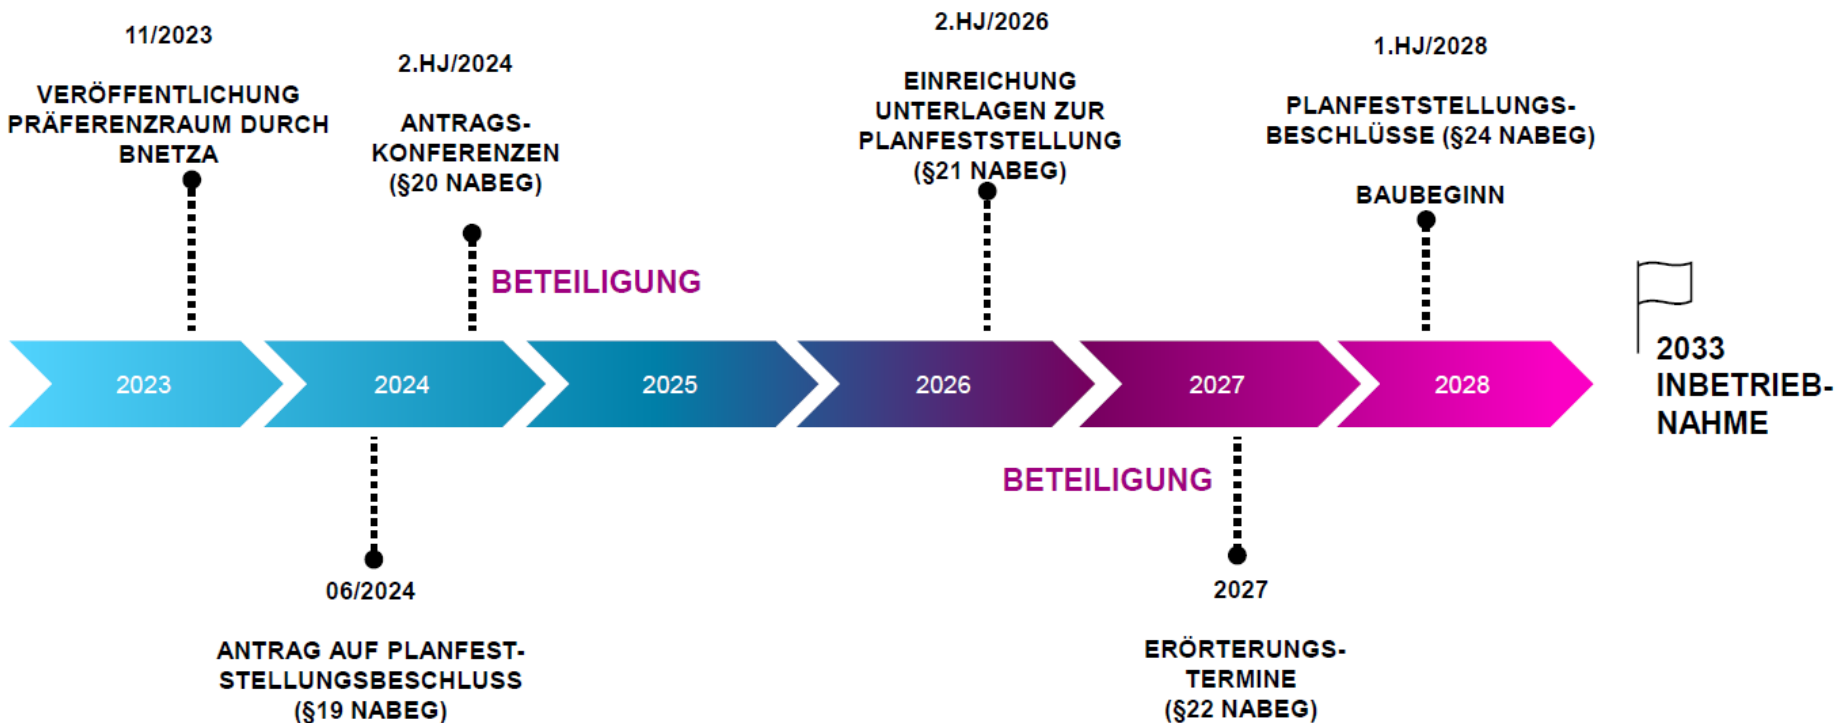 11/2023
VERÖFFENTLICHUNG
PRÄFERENZRAUM DURCH
BNETZA
2.HJ/2024
ANTRAGS-
KONFERENZEN
(§20 NABEG)
2.HJ/2026
EINREICHUNG
UNTERLAGEN ZUR
PLANFESTSTELLUNG
(§21 NABEG)
1.HJ/2028
PLANFESTSTELLUNGS-
BESCHLÜSSE (§24 NABEG)
BAUBEGINN
BETEILIGUNG
2023
2024
2025
2026
2027
2028
2033
INBETRIEB-
NAHME
BETEILIGUNG
06/2024
ANTRAG AUF PLANFEST-
STELLUNGSBESCHLUSS
(§19 NABEG)
2027
ERÖRTERUNGS-
TERMINE
(§22 NABEG)